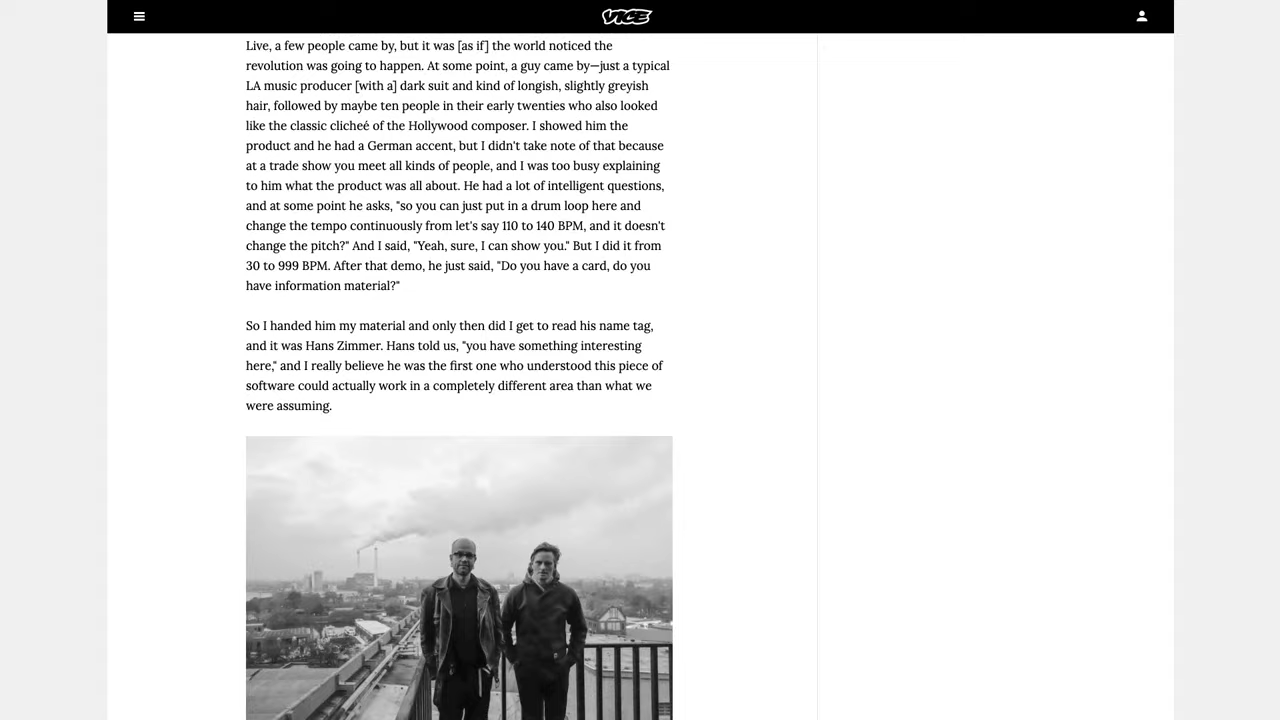 VICE
Live, a few people came by, but it was [as if] the world noticed the
revolution was going to happen. At some point, a guy came by—just a typical
LA music producer [with a] dark suit and kind of longish, slightly greyish
hair, followed by maybe ten people in their early twenties who also looked
like the classic clicheé of the Hollywood composer. I showed him the
product and he had a German accent, but I didn't take note of that because
at a trade show you meet all kinds of people, and I was too busy explaining
to him what the product was all about. He had a lot of intelligent questions,
and at some point he asks, "so you can just put in a drum loop here and
change the tempo continuously from let's say 110 to 140 BPM, and it doesn't
change the pitch?" And I said, "Yeah, sure, I can show you." But I did it from
30 to 999 BPM. After that demo, he just said, "Do you have a card, do you
have information material?"
So I handed him my material and only then did I get to read his name tag,
and it was Hans Zimmer. Hans told us, "you have something interesting
here," and I really believe he was the first one who understood this piece of
software could actually work in a completely different area than what we
were assuming.